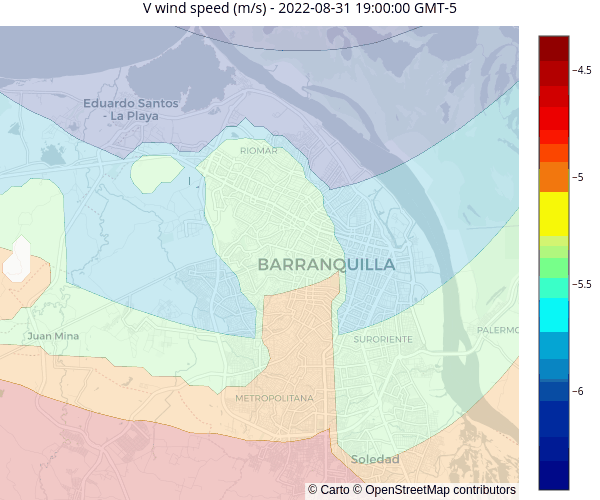 V wind speed (m/s) - 2022-08-31 19:00:00 GMT-5
Eduardo Santos
- La Playa
RIOMAR
BARRANQUILLA
Juan Mina
SURORIENTE
PALERMO
METROPOLITANA
Soledad
© Carto © OpenStreetMap contributors
-4.5
-5
-5.5
-6